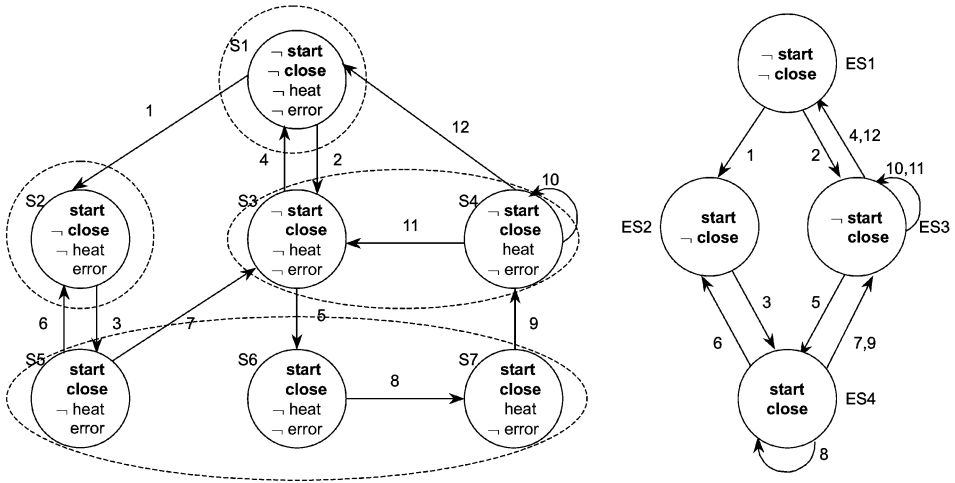 S1
¬ start
¬ close
¬ heat
¬ error
1
4
2
12
S2
start
¬ close
¬ heat
error
S3
¬ start
close
¬ heat
¬ error
11
S4
¬ start
close
heat
¬ error
10
6
3
7
5
9
S5
start
close
¬ heat
error
S6
start
close
¬ heat
¬ error
8
S7
start
close
heat
¬ error
¬ start
¬ close
ES1
1
2
4,12
10,11
ES2
start
¬ close
¬ start
close
ES3
3
5
6
7,9
start
close
ES4
8